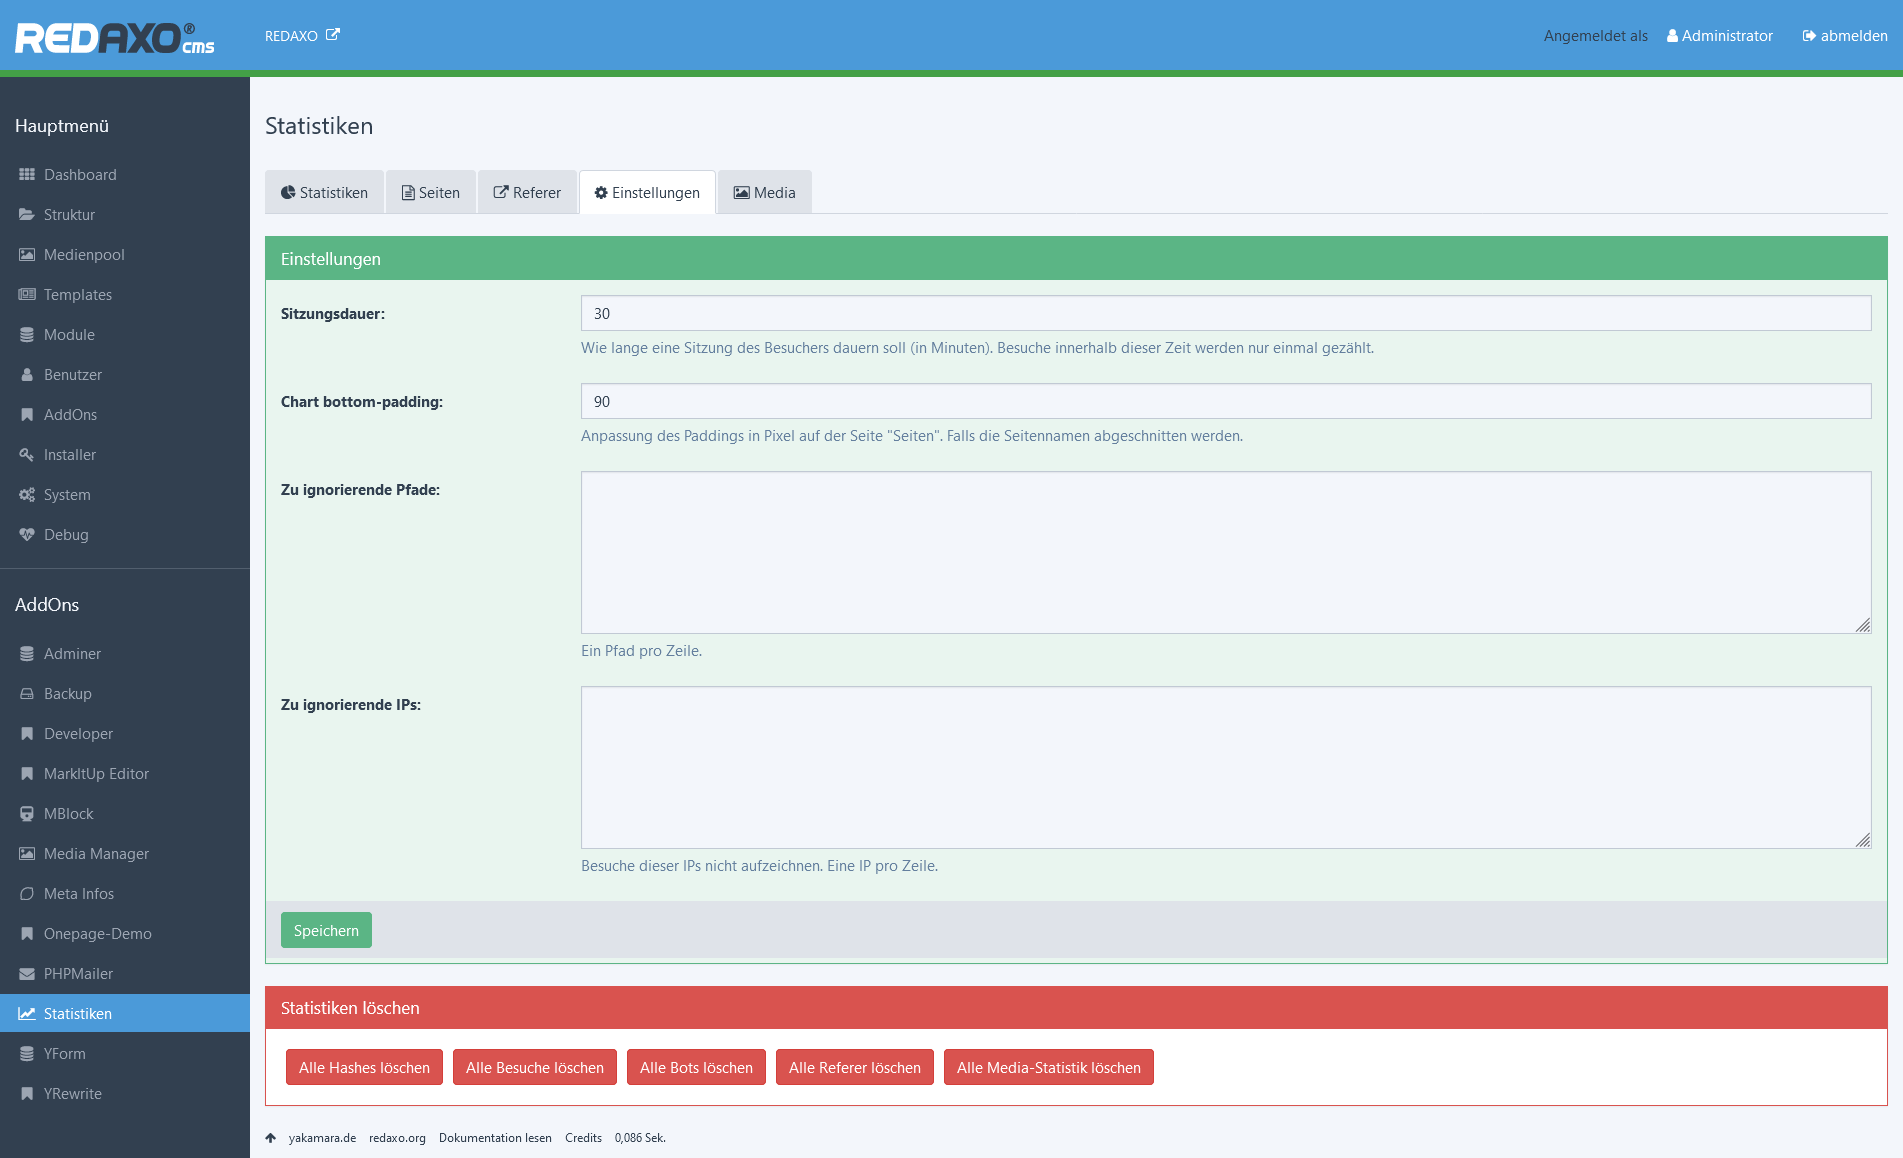 REDAXO® cms
REDAXO
Angemeldet als Administrator abmelden
Hauptmenü
Dashboard
Struktur
Medienpool
Templates
Module
Benutzer
AddOns
Installer
System
Debug
AddOns
Adminer
Backup
Developer
MarkItUp Editor
MBlock
Media Manager
Meta Infos
Onepage-Demo
PHPMailer
Statistiken
YForm
YRewrite
Statistiken
Statistiken Seiten Referer Einstellungen Media
Einstellungen
Sitzungsdauer: 30
Wie lange eine Sitzung des Besuchers dauern soll (in Minuten). Besuche innerhalb dieser Zeit werden nur einmal gezählt.
Chart bottom-padding: 90
Anpassung des Paddings in Pixel auf der Seite "Seiten". Falls die Seitennamen abgeschnitten werden.
Zu ignorierende Pfade:
Ein Pfad pro Zeile.
Zu ignorierende IPs:
Besuche dieser IPs nicht aufzeichnen. Eine IP pro Zeile.
Speichern
Statistiken löschen
Alle Hashes löschen Alle Besuche löschen Alle Bots löschen Alle Referer löschen Alle Media-Statistik löschen
yakamara.de redaxo.org Dokumentation lesen Credits 0,086 Sek.